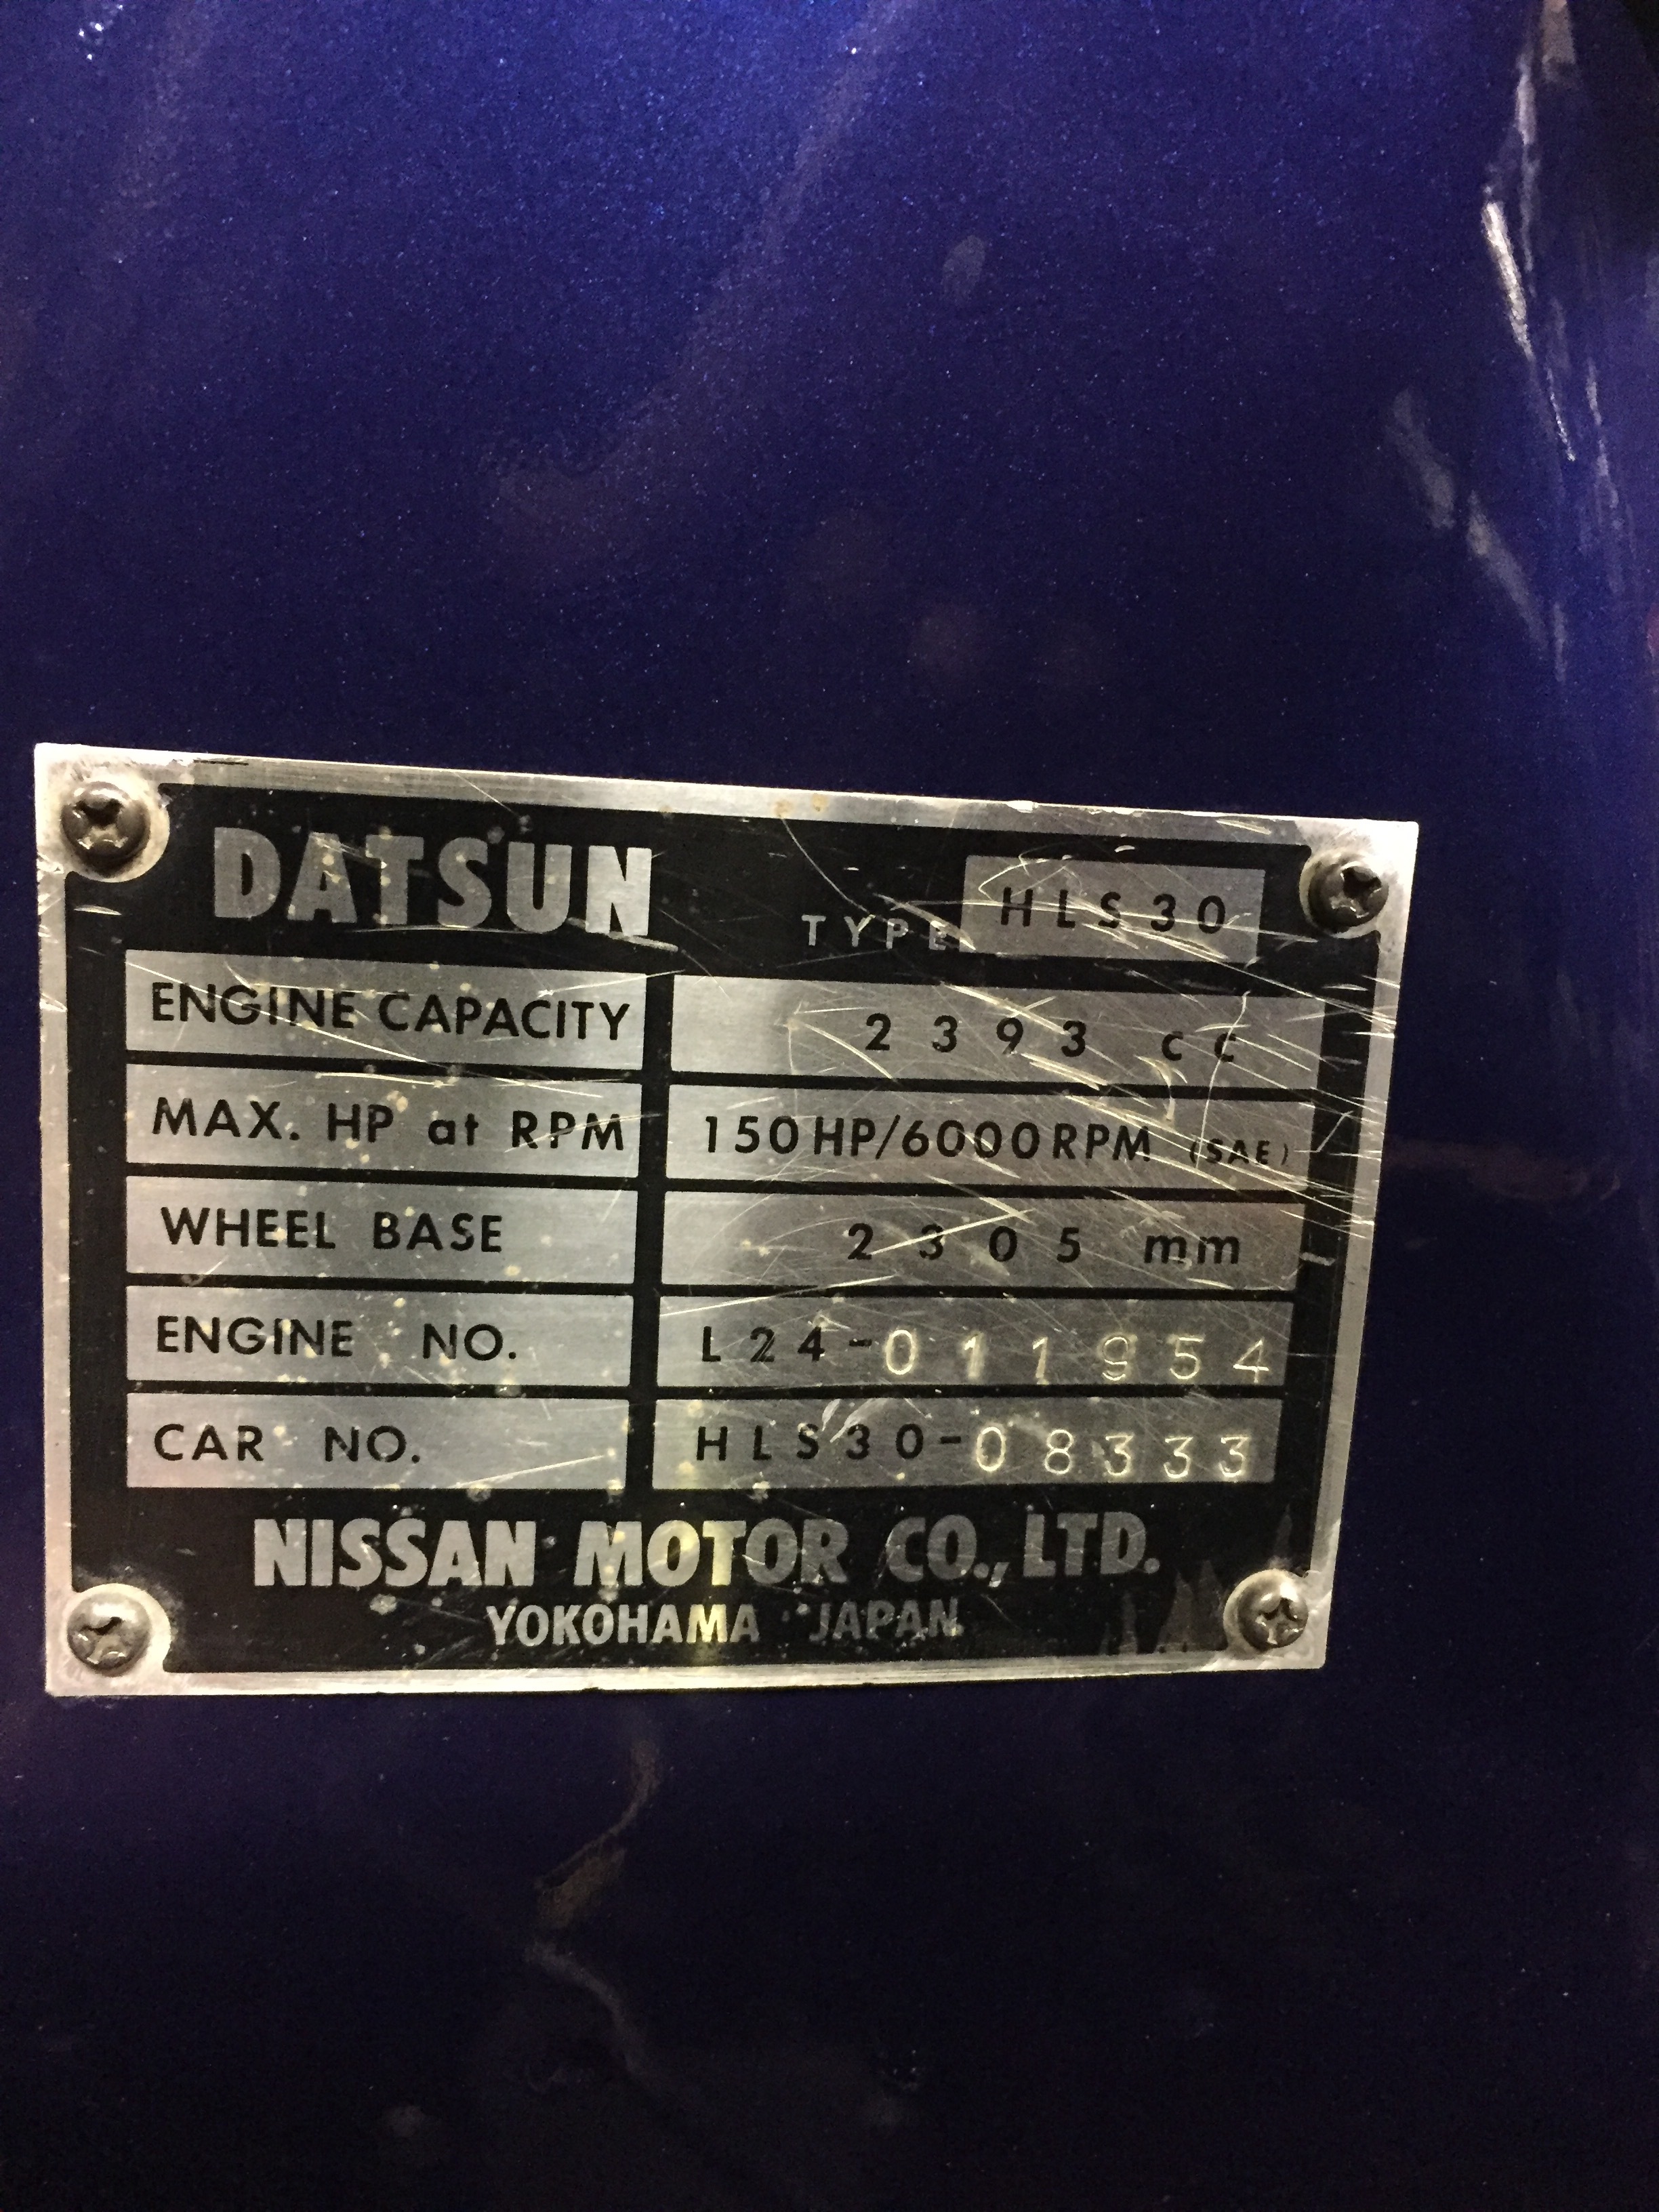 DATSUN TYPE HLS30
ENGINE CAPACITY 2393 cc
MAX. HP at RPM 150HP/6000RPM (SAE)
WHEEL BASE 2305 mm
ENGINE NO. L24-011954
CAR NO. HLS30-08333
NISSAN MOTOR CO., LTD.
YOKOHAMA JAPAN